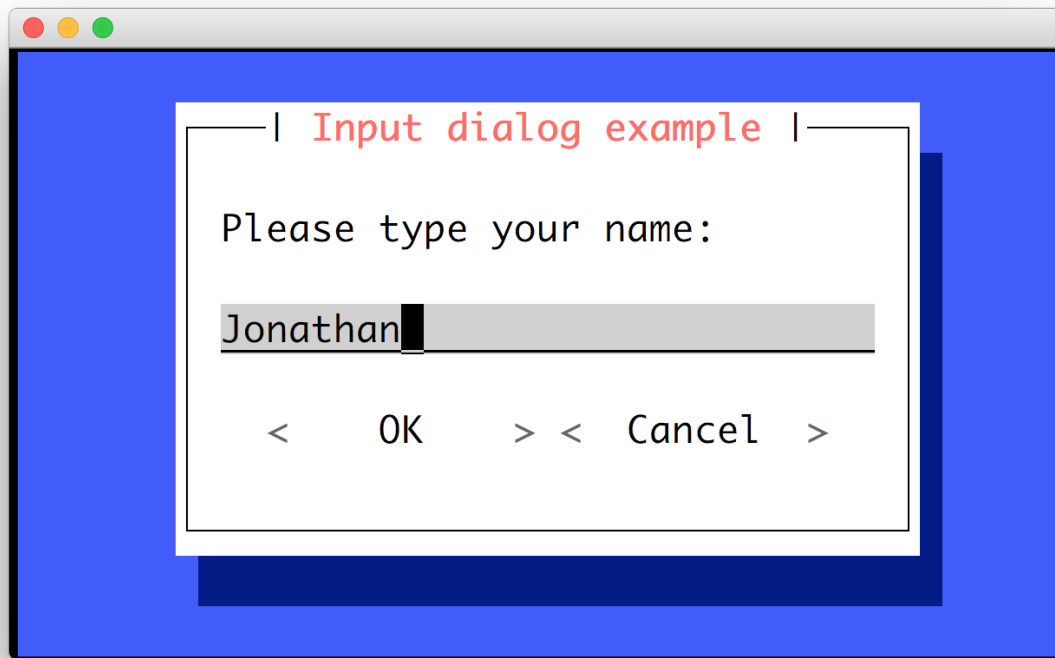 | Input dialog example |
Please type your name:
Jonathan
< OK > < Cancel >